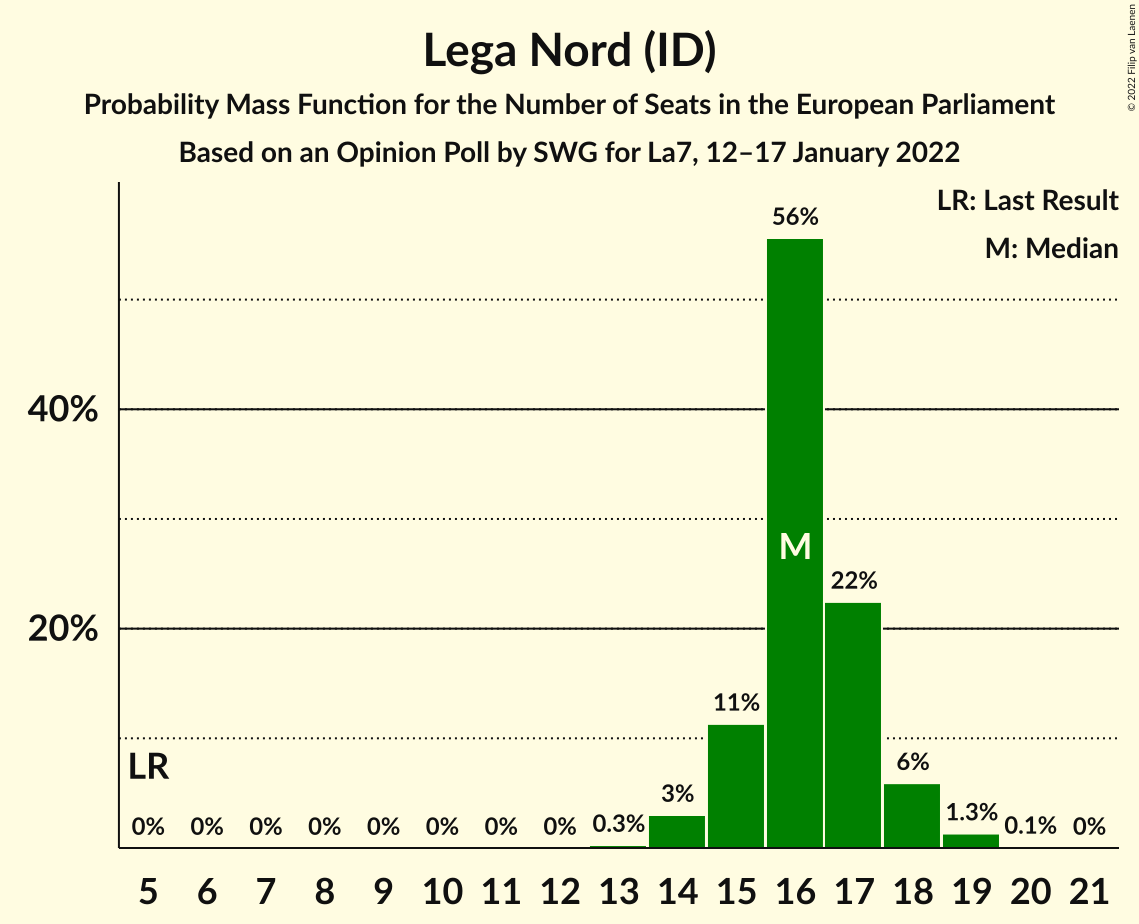 Lega Nord (ID)
Probability Mass Function for the Number of Seats in the European Parliament
Based on an Opinion Poll by SWG for La7, 12–17 January 2022
© 2022 Filip van Laenen
LR: Last Result
M: Median
56%
40%
M
22%
20%
11%
LR
6%
3%
0% 0% 0% 0% 0% 0% 0% 0% 0.3% 1.3% 0.1% 0%
5 6 7 8 9 10 11 12 13 14 15 16 17 18 19 20 21